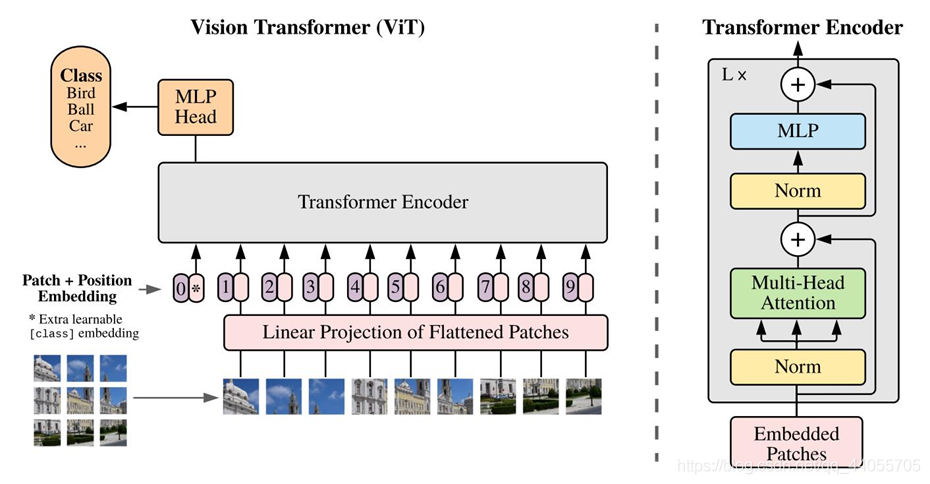 Vision Transformer (ViT)
Class
Bird
Ball
Car
...
MLP
Head
Transformer Encoder
Patch + Position
Embedding
0 * 1 2 3 4 5 6 7 8 9
* Extra learnable
[class] embedding
Linear Projection of Flattened Patches
Transformer Encoder
L x
+
MLP
Norm
+
Multi-Head
Attention
Norm
Embedded
Patches
https://blog.csdn.net/qq_44055705